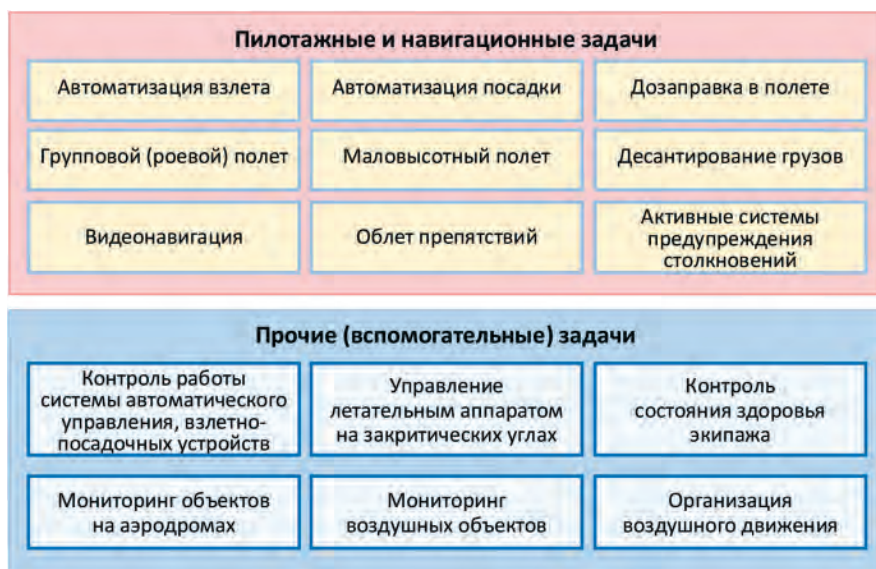 Пилотажные и навигационные задачи
Автоматизация взлета
Автоматизация посадки
Дозаправка в полете
Групповой (роевой) полет
Маловысотный полет
Десантирование грузов
Видеонавигация
Облет препятствий
Активные системы
предупреждения
столкновений
Прочие (вспомогательные) задачи
Контроль работы
системы автоматического
управления, взлетно-
посадочных устройств
Управление
летательным аппаратом
на закритических углах
Контроль
состояния здоровья
экипажа
Мониторинг объектов
на аэродромах
Мониторинг
воздушных объектов
Организация
воздушного движения